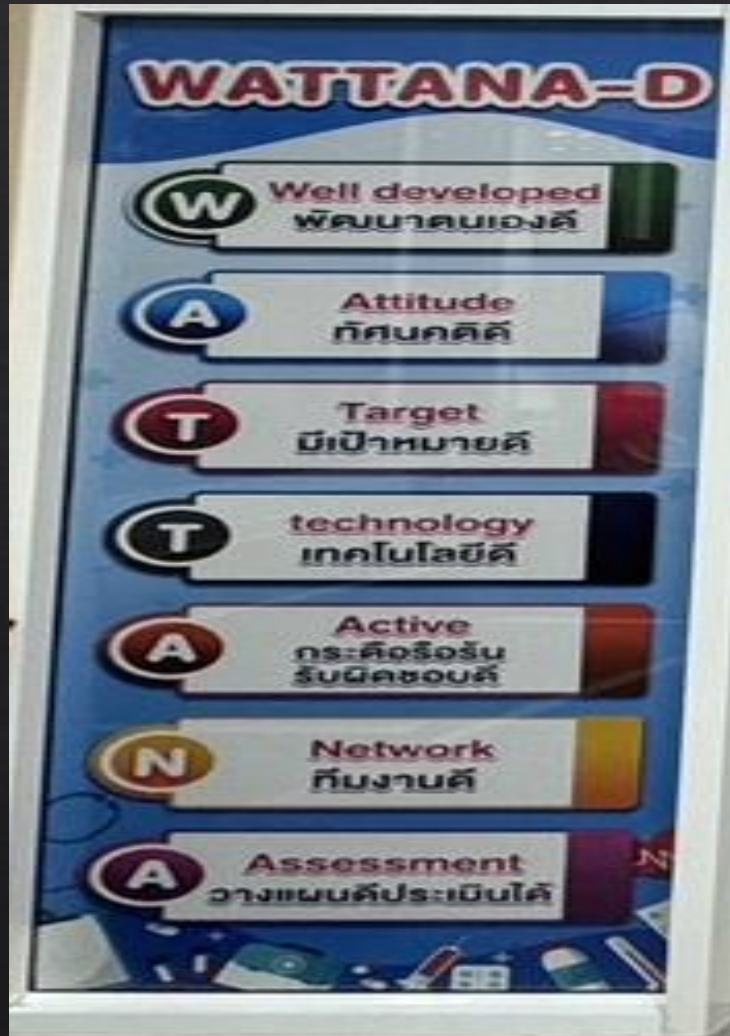 WATTANA-D
W
Well developed
พัฒนาตนเองดี
A
Attitude
ทัศนคติดี
T
Target
มีเป้าหมายดี
T
technology
เทคโนโลยีดี
A
Active
กระตือรือร้น
รับผิดชอบดี
N
Network
ทีมงานดี
A
Assessment
วางแผนดีประเมินได้